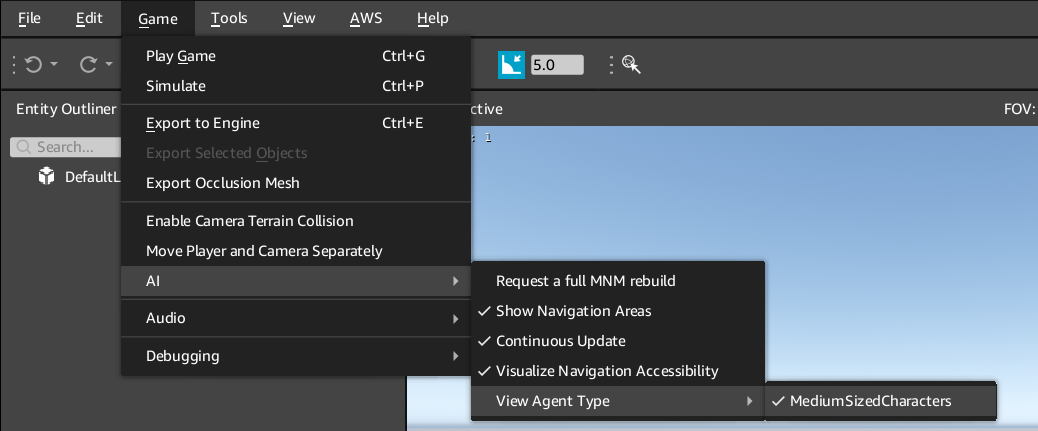 File Edit Game Tools View AWS Help
Play Game Ctrl+G
5.0
Simulate Ctrl+P
Entity Outliner
ctive
FOV:
Export to Engine Ctrl+E
Search...
Export Selected Objects
DefaultL
Export Occlusion Mesh
Enable Camera Terrain Collision
Move Player and Camera Separately
AI
Request a full MNM rebuild
Audio
Show Navigation Areas
Continuous Update
Debugging
Visualize Navigation Accessibility
View Agent Type
MediumSizedCharacters